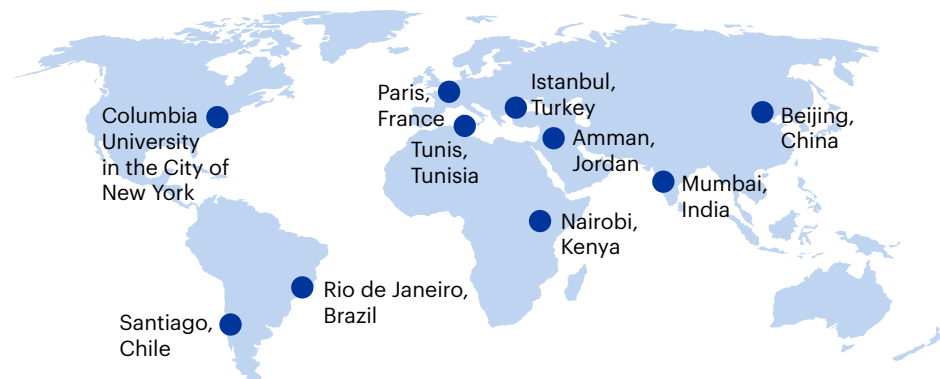 Columbia
University
in the City of
New York
Paris,
France
Istanbul,
Turkey
Tunis,
Tunisia
Amman,
Jordan
Beijing,
China
Mumbai,
India
Nairobi,
Kenya
Rio de Janeiro,
Brazil
Santiago,
Chile